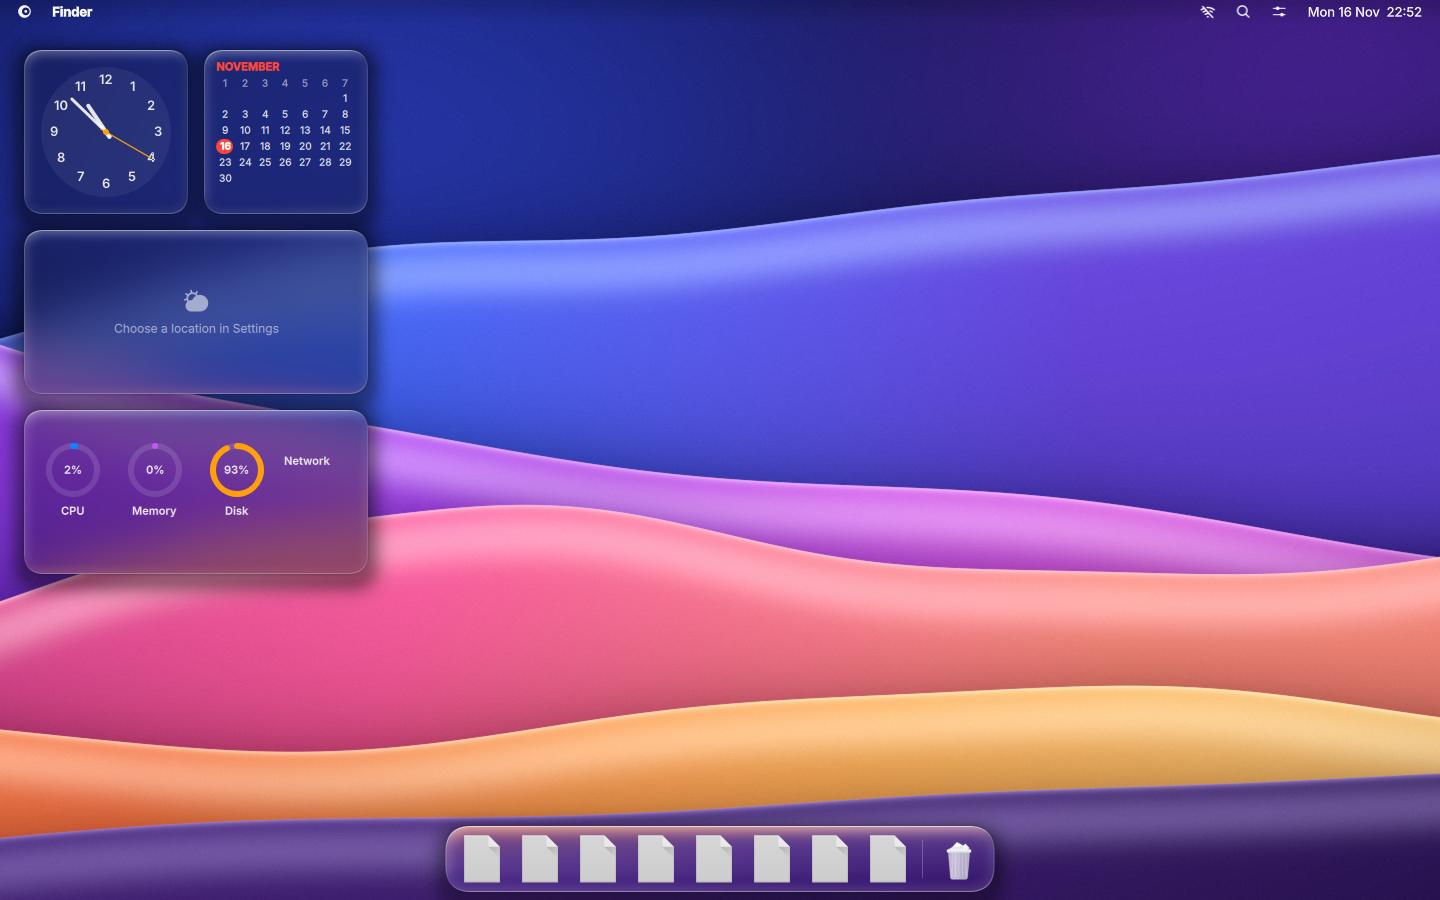 Finder
Mon 16 Nov 22:52
12
11 1
10 2
9 3
8 4
7 5
6
NOVEMBER
1 2 3 4 5 6 7
1
2 3 4 5 6 7 8
9 10 11 12 13 14 15
16 17 18 19 20 21 22
23 24 25 26 27 28 29
30
Choose a location in Settings
2% 0% 93% Network
CPU Memory Disk